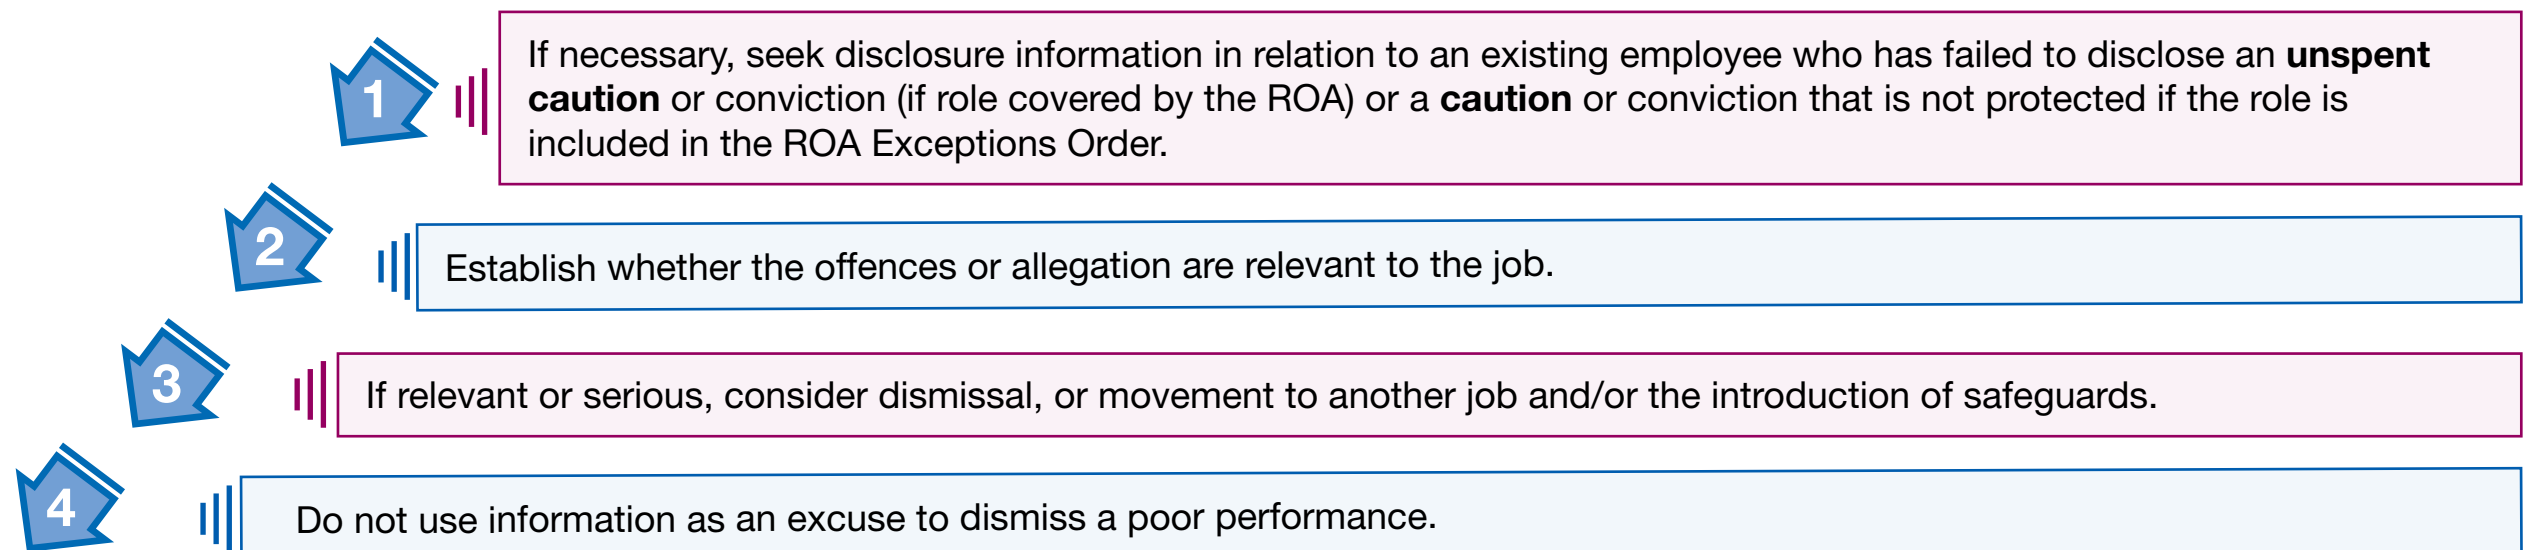 1
If necessary, seek disclosure information in relation to an existing employee who has failed to disclose an unspent
caution or conviction (if role covered by the ROA) or a caution or conviction that is not protected if the role is
included in the ROA Exceptions Order.
2
Establish whether the offences or allegation are relevant to the job.
3
If relevant or serious, consider dismissal, or movement to another job and/or the introduction of safeguards.
4
Do not use information as an excuse to dismiss a poor performance.